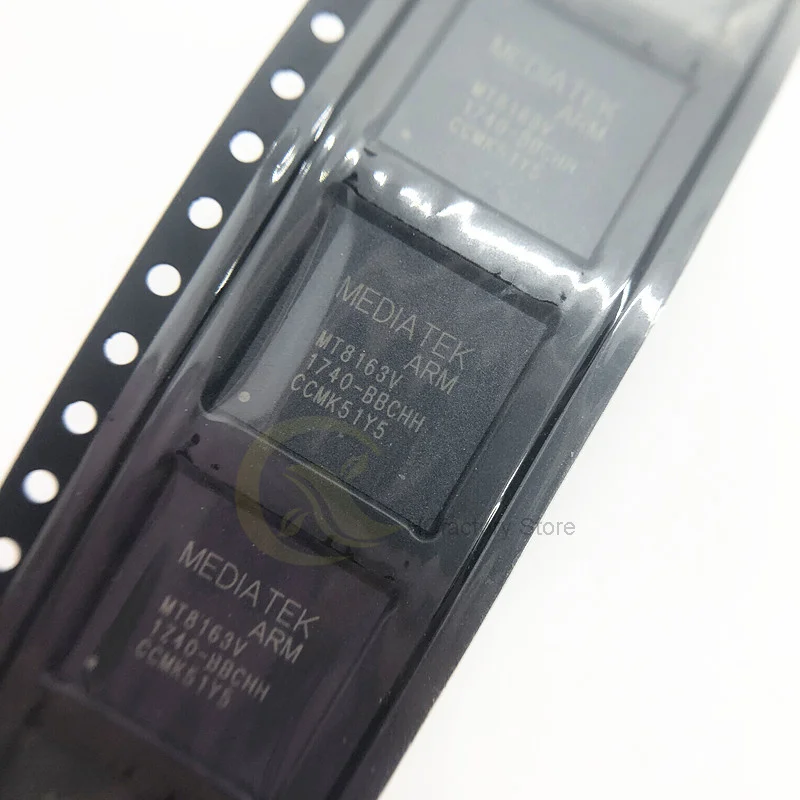 MEDIATEK
ARM
MT8163V
1740-BBCHH
CCMK51Y5
MEDIATEK
ARM
MT8163V
1740-BBCHH
CCMK51Y5
Factory Store
MEDIATEK
ARM
MT8163V
1740-BBCHH
CCMK51Y5